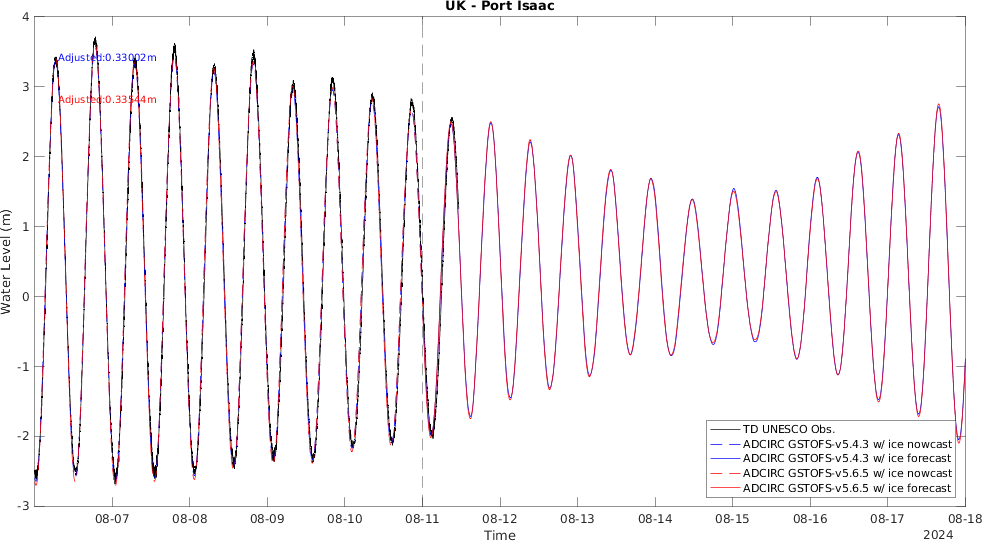 UK - Port Isaac
4
3
2
1
0
-1
-2
-3
Water Level (m)
Adjusted:0.33002m
Adjusted:0.33544m
TD UNESCO Obs.
ADCIRC GSTOFS-v5.4.3 w/ ice nowcast
ADCIRC GSTOFS-v5.4.3 w/ ice forecast
ADCIRC GSTOFS-v5.6.5 w/ ice nowcast
ADCIRC GSTOFS-v5.6.5 w/ ice forecast
08-07 08-08 08-09 08-10 08-11 08-12 08-13 08-14 08-15 08-16 08-17 08-18
Time
2024